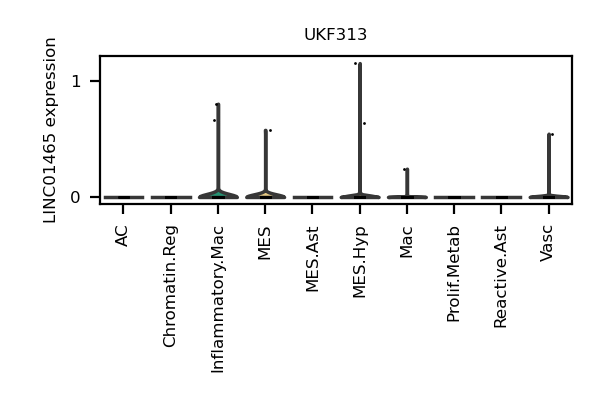 UKF313
LINC01465 expression
1
0
AC
Chromatin.Reg
Inflammatory.Mac
MES
MES.Ast
MES.Hyp
Mac
Prolif.Metab
Reactive.Ast
Vasc